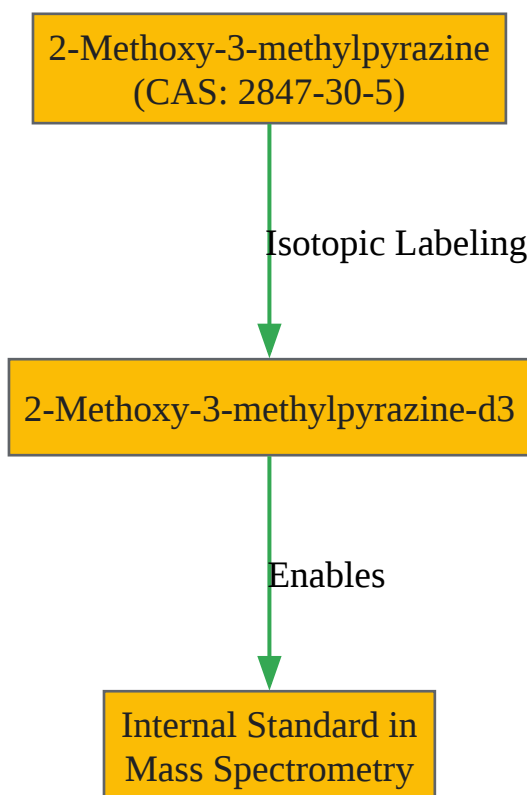 2-Methoxy-3-methylpyrazine
(CAS: 2847-30-5)
Isotopic Labeling
2-Methoxy-3-methylpyrazine-d3
Enables
Internal Standard in
Mass Spectrometry